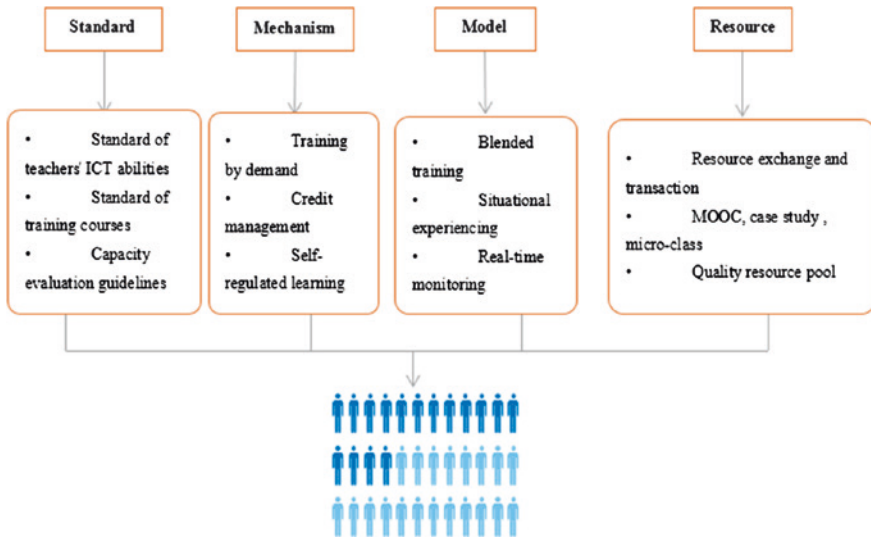 Standard
Mechanism
Model
Resource
• Standard of
teachers' ICT abilities
• Standard of
training courses
• Capacity
evaluation guidelines
• Training
by demand
• Credit
management
• Self-
regulated learning
• Blended
training
• Situational
experiencing
• Real-time
monitoring
• Resource exchange and
transaction
• MOOC, case study ,
micro-class
• Quality resource pool